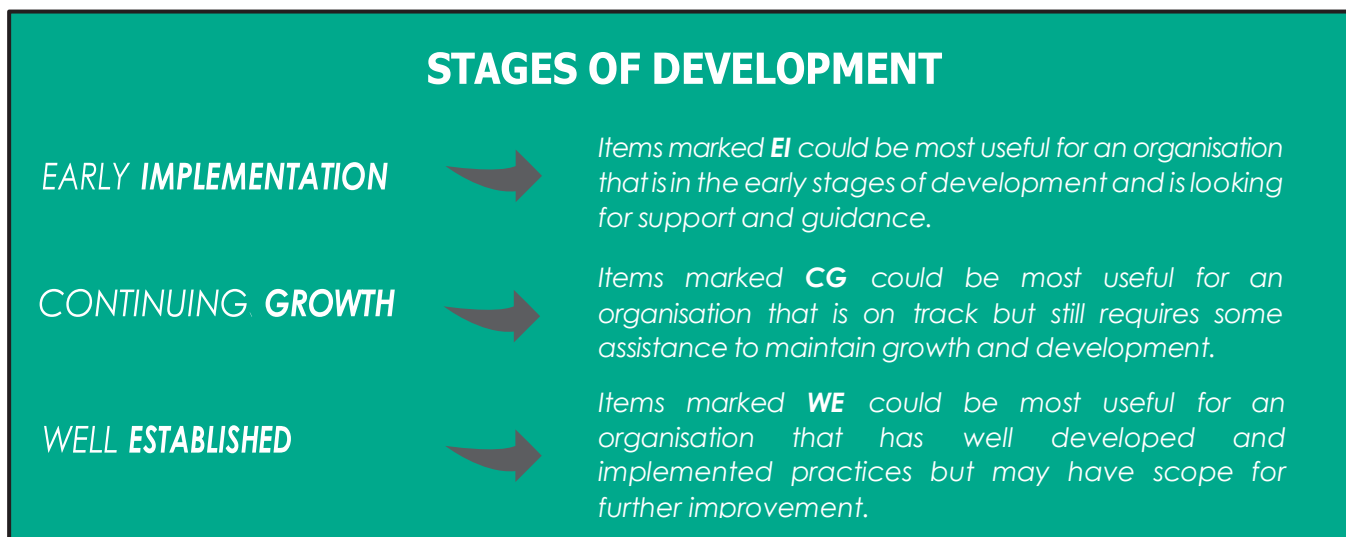 STAGES OF DEVELOPMENT
EARLY IMPLEMENTATION
Items marked EI could be most useful for an organisation
that is in the early stages of development and is looking
for support and guidance.
CONTINUING GROWTH
Items marked CG could be most useful for an
organisation that is on track but still requires some
assistance to maintain growth and development.
WELL ESTABLISHED
Items marked WE could be most useful for an
organisation that has well developed and
implemented practices but may have scope for
further improvement.